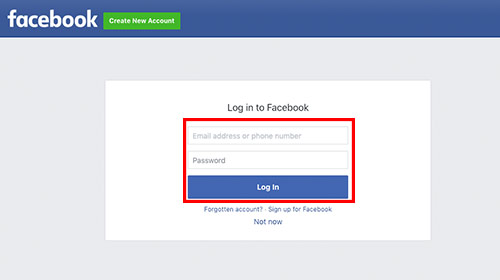 facebook Create New Account
Log in to Facebook
Email address or phone number
Password
Log In
Forgotten account? · Sign up for Facebook
Not now